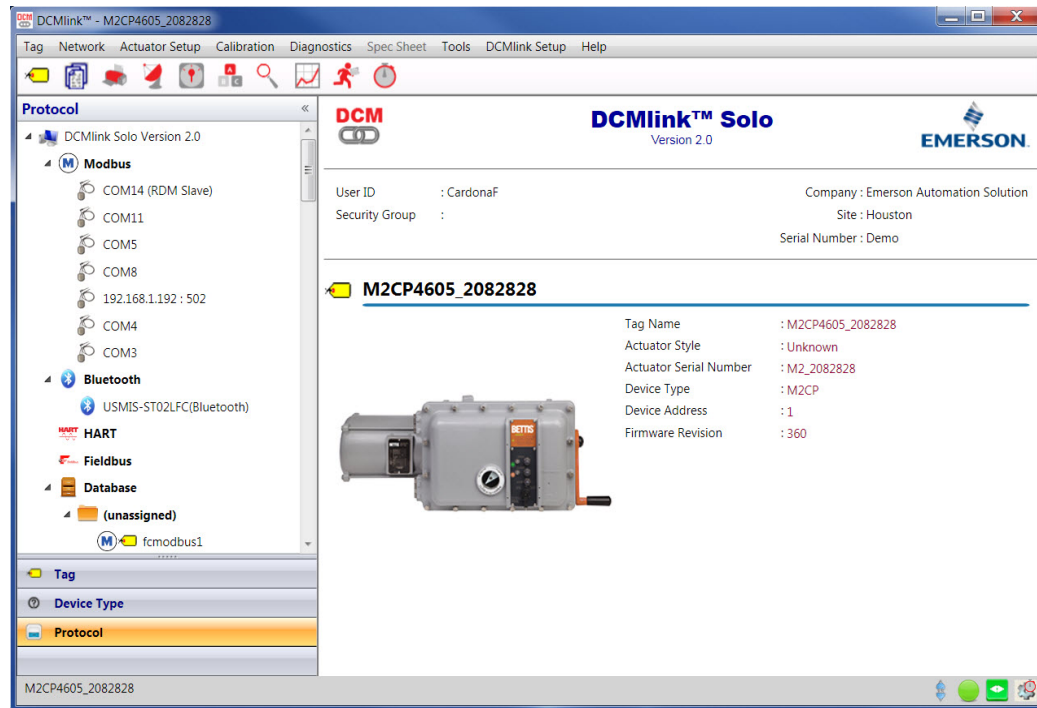 DCMlink™ - M2CP4605_2082828
Tag Network Actuator Setup Calibration Diagnostics Spec Sheet Tools DCMlink Setup Help
Protocol
DCMlink Solo Version 2.0
Modbus
COM14 (RDM Slave)
COM11
COM5
COM8
192.168.1.192 : 502
COM4
COM3
Bluetooth
USMIS-ST02LFC(Bluetooth)
HART
Fieldbus
Database
(unassigned)
fcmodbus1
Tag
Device Type
Protocol
DCM
DCMlink™ Solo
Version 2.0
EMERSON.
User ID : CardonaF
Security Group :
Company : Emerson Automation Solution
Site : Houston
Serial Number : Demo
M2CP4605_2082828
Tag Name : M2CP4605_2082828
Actuator Style : Unknown
Actuator Serial Number : M2_2082828
Device Type : M2CP
Device Address : 1
Firmware Revision : 360
BETTIS
M2CP4605_2082828